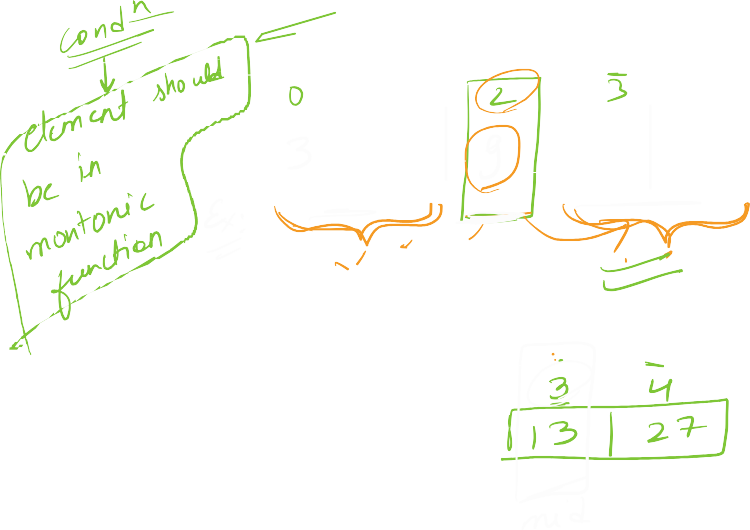 condn
element should
be in
montonic
function
0 2 3
3 4
13 27